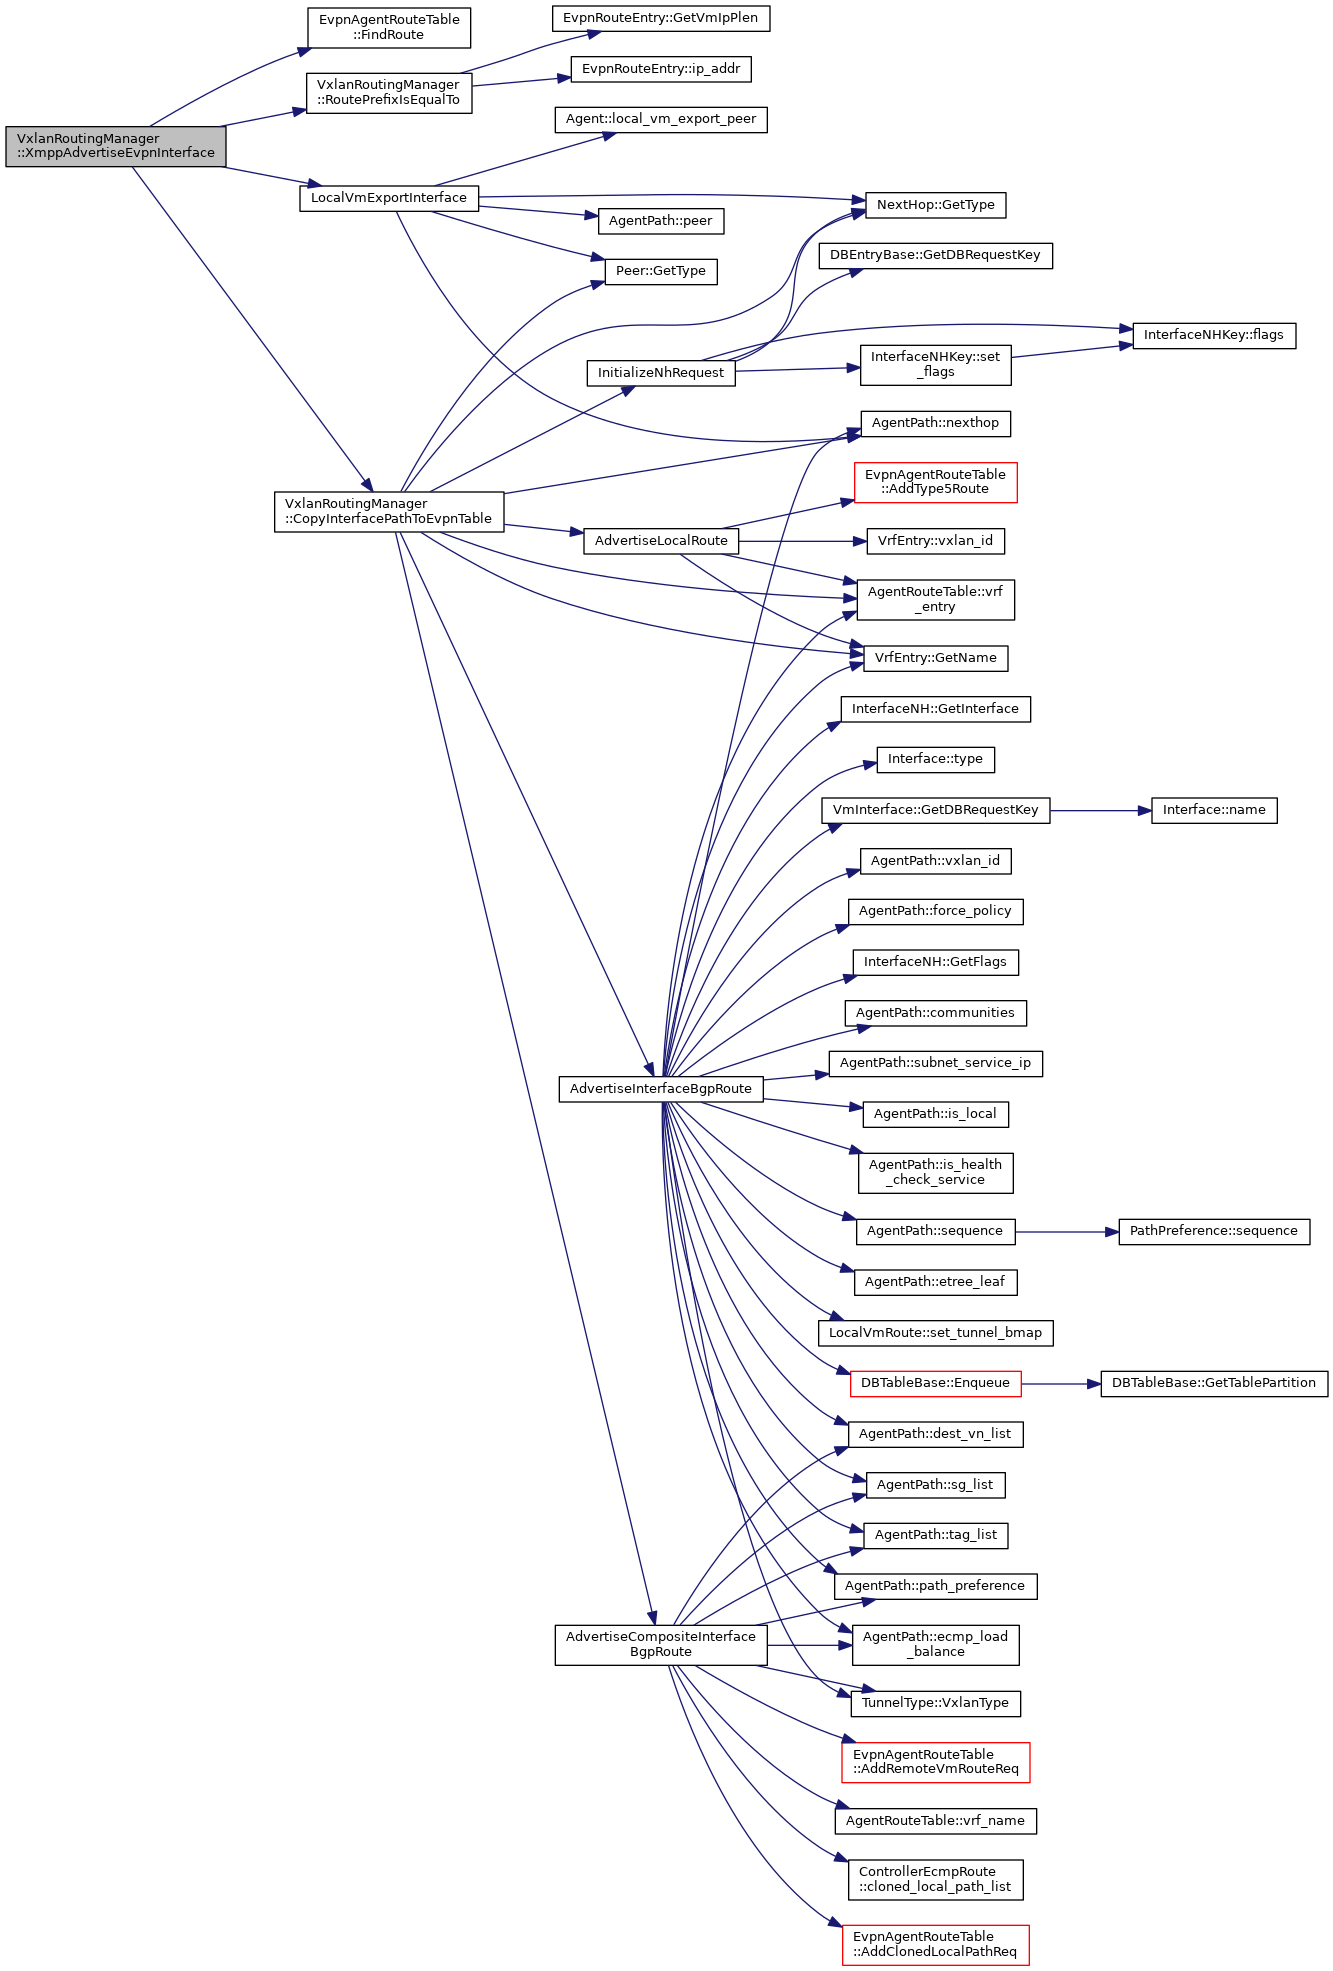 EvpnAgentRouteTable
::FindRoute
EvpnRouteEntry::GetVmIpPlen
VxlanRoutingManager
::RoutePrefixIsEqualTo
EvpnRouteEntry::ip_addr
Agent::local_vm_export_peer
VxlanRoutingManager
::XmppAdvertiseEvpnInterface
LocalVmExportInterface
NextHop::GetType
AgentPath::peer
DBEntryBase::GetDBRequestKey
Peer::GetType
InterfaceNHKey::flags
InitializeNhRequest
InterfaceNHKey::set
_flags
AgentPath::nexthop
EvpnAgentRouteTable
::AddType5Route
VxlanRoutingManager
::CopyInterfacePathToEvpnTable
AdvertiseLocalRoute
VrfEntry::vxlan_id
AgentRouteTable::vrf
_entry
VrfEntry::GetName
InterfaceNH::GetInterface
Interface::type
VmInterface::GetDBRequestKey
Interface::name
AgentPath::vxlan_id
AgentPath::force_policy
InterfaceNH::GetFlags
AgentPath::communities
AgentPath::subnet_service_ip
AdvertiseInterfaceBgpRoute
AgentPath::is_local
AgentPath::is_health
_check_service
AgentPath::sequence
PathPreference::sequence
AgentPath::etree_leaf
LocalVmRoute::set_tunnel_bmap
DBTableBase::Enqueue
DBTableBase::GetTablePartition
AgentPath::dest_vn_list
AgentPath::sg_list
AgentPath::tag_list
AgentPath::path_preference
AdvertiseCompositeInterface
BgpRoute
AgentPath::ecmp_load
_balance
TunnelType::VxlanType
EvpnAgentRouteTable
::AddRemoteVmRouteReq
AgentRouteTable::vrf_name
ControllerEcmpRoute
::cloned_local_path_list
EvpnAgentRouteTable
::AddClonedLocalPathReq